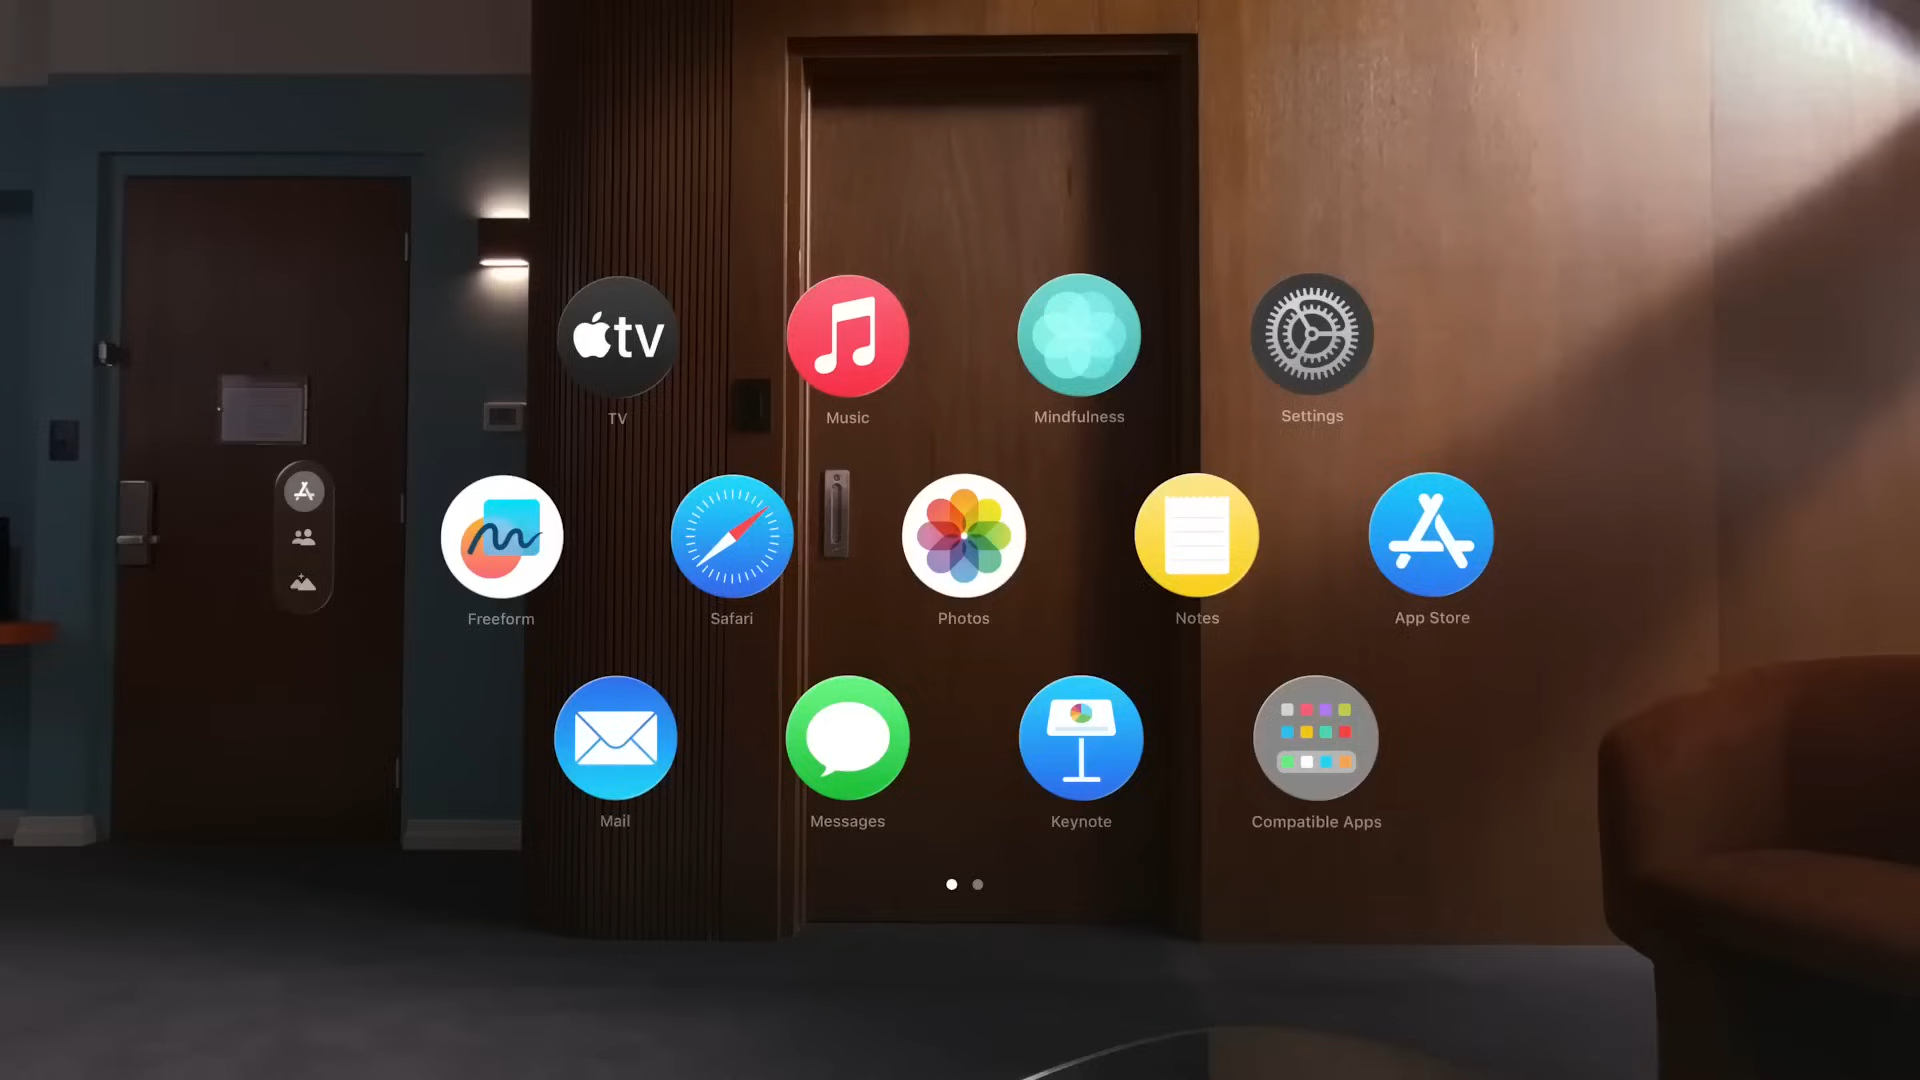 tv
TV
Music
Mindfulness
Settings
Freeform
Safari
Photos
Notes
App Store
Mail
Messages
Keynote
Compatible Apps